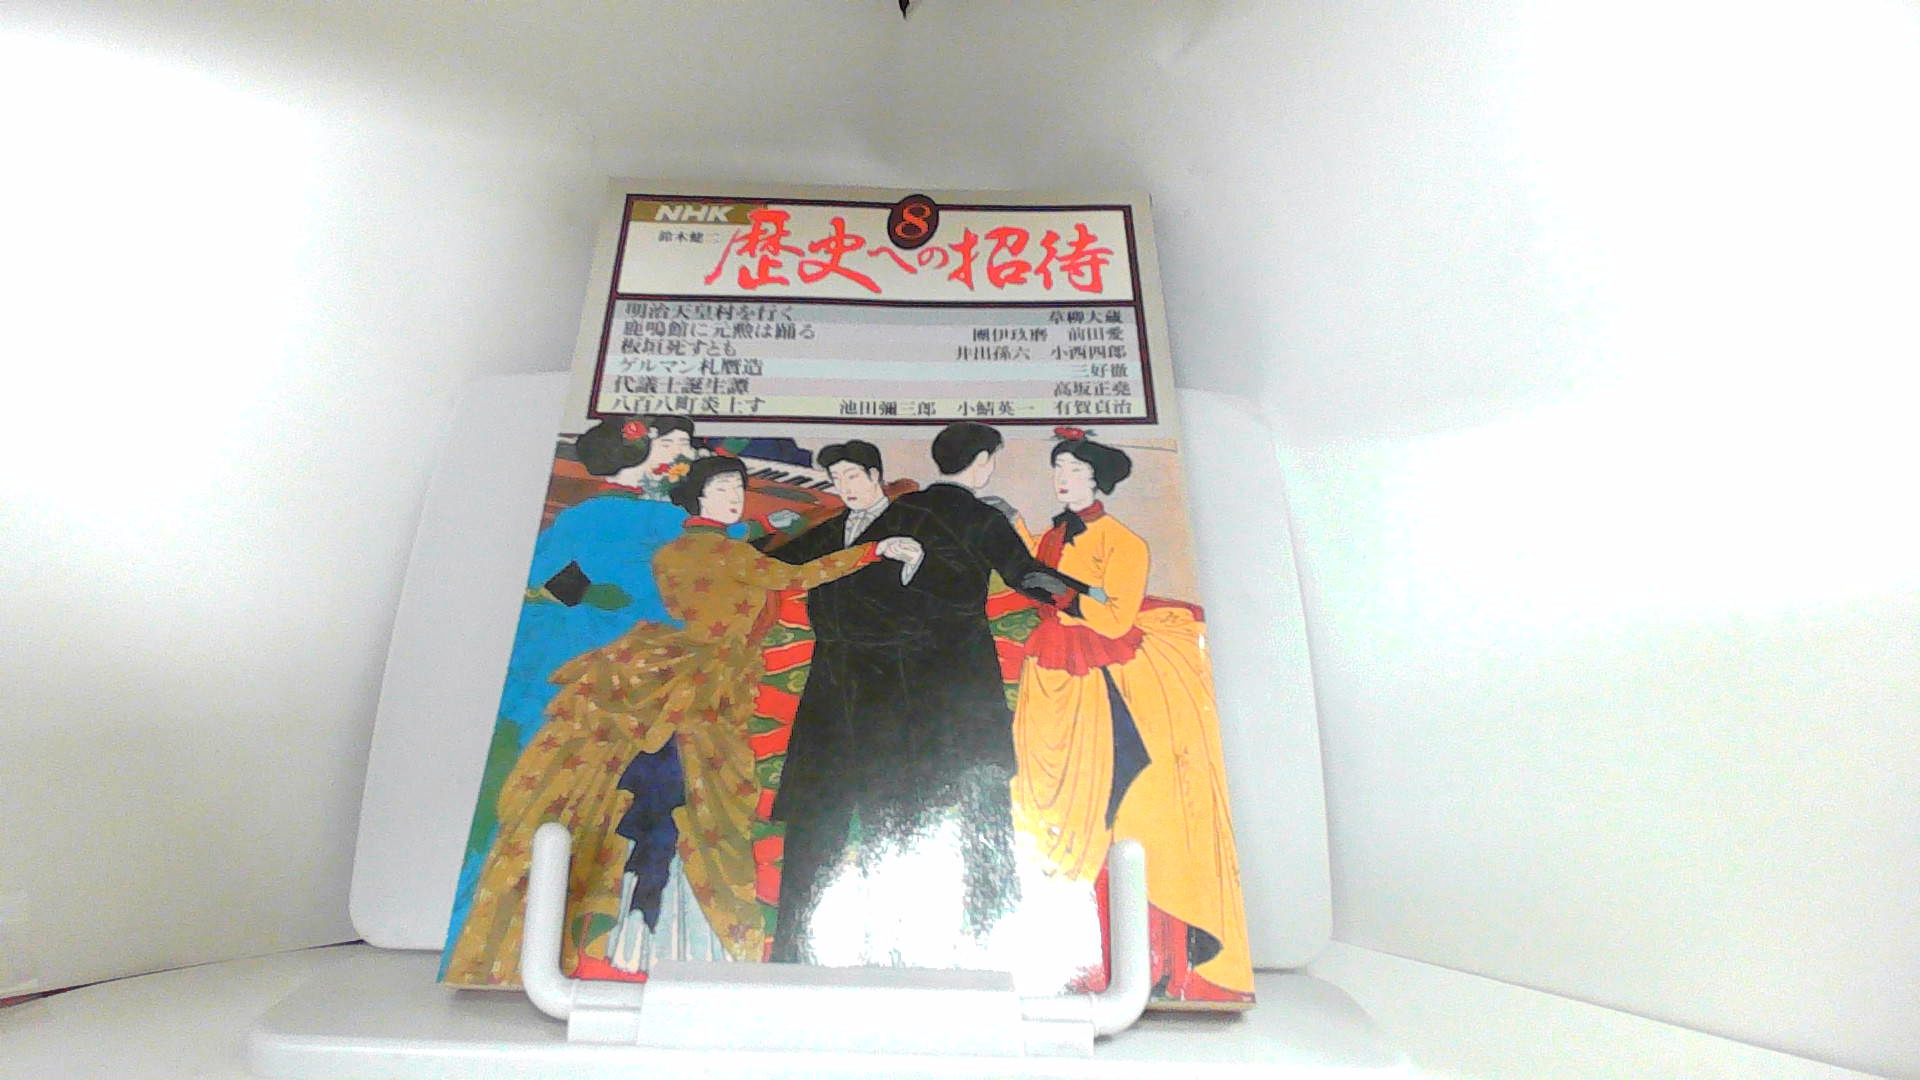 NHK
8
鈴木健二
歴史への招待
明治天皇村を行く 草柳大蔵
鹿鳴館に元勲は踊る 團伊玖磨 前田愛
板垣死すとも 井出孫六 小西四郎
ゲルマン札贋造 三好徹
代議士誕生譚 高坂正堯
八百八町炎上す 池田彌三郎 小鯖英一 有賀貞治